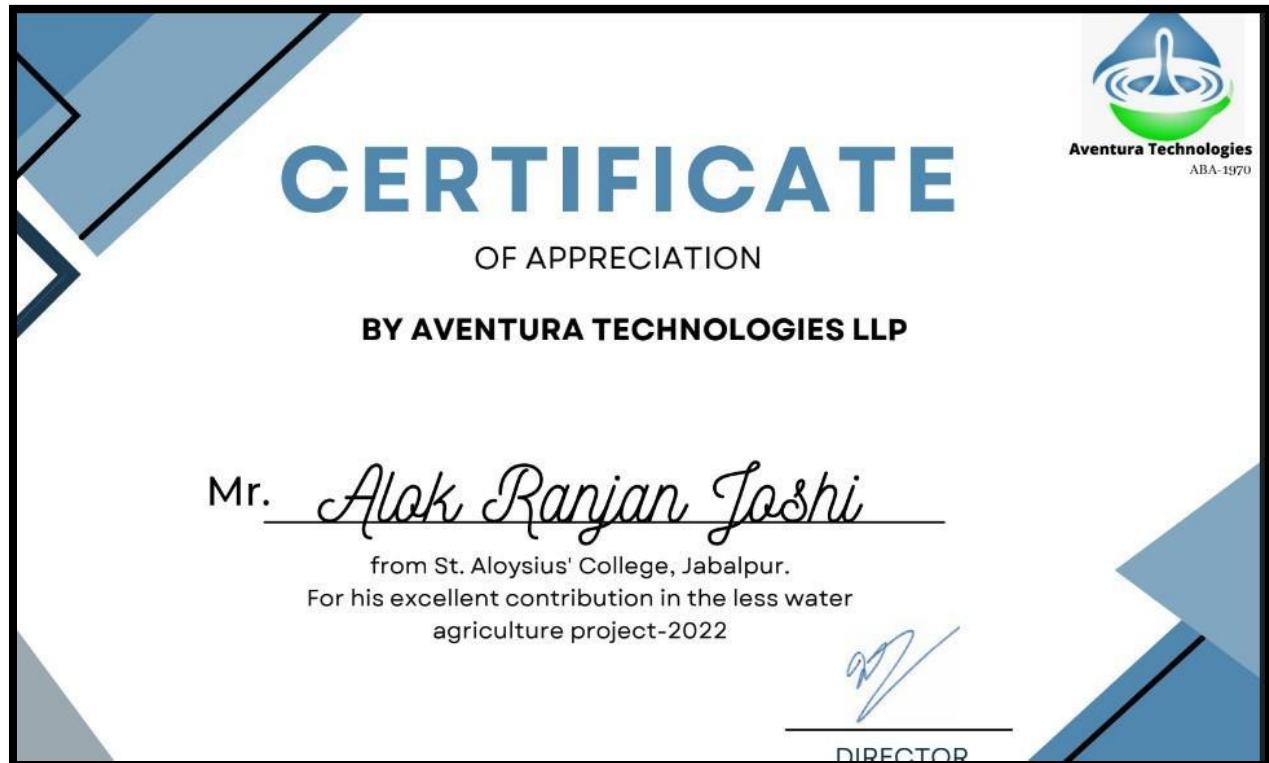 Aventura Technologies
ABA-1970
CERTIFICATE
OF APPRECIATION
BY AVENTURA TECHNOLOGIES LLP
Mr. Alok Ranjan Joshi
from St. Aloysius' College, Jabalpur.
For his excellent contribution in the less water
agriculture project-2022
DIRECTOR